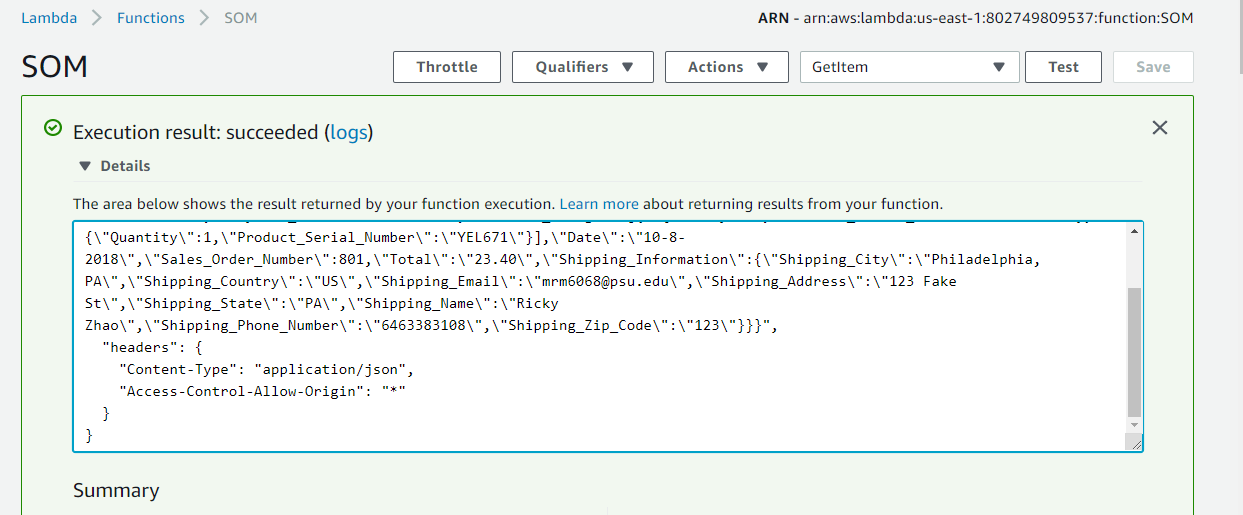 Lambda > Functions > SOM ARN - arn:aws:lambda:us-east-1:802749809537:function:SOM
SOM Throttle Qualifiers Actions GetItem Test Save
Execution result: succeeded (logs)
Details
The area below shows the result returned by your function execution. Learn more about returning results from your function.
{\"Quantity\":1,\"Product_Serial_Number\":\"YEL671\"}],\"Date\":\"10-8-
2018\",\"Sales_Order_Number\":801,\"Total\":\"23.40\",\"Shipping_Information\":{\"Shipping_City\":\"Philadelphia,
PA\",\"Shipping_Country\":\"US\",\"Shipping_Email\":\"mrm6068@psu.edu\",\"Shipping_Address\":\"123 Fake
St\",\"Shipping_State\":\"PA\",\"Shipping_Name\":\"Ricky
Zhao\",\"Shipping_Phone_Number\":\"6463383108\",\"Shipping_Zip_Code\":\"123\"}}}",
"headers": {
"Content-Type": "application/json",
"Access-Control-Allow-Origin": "*"
}
}
Summary